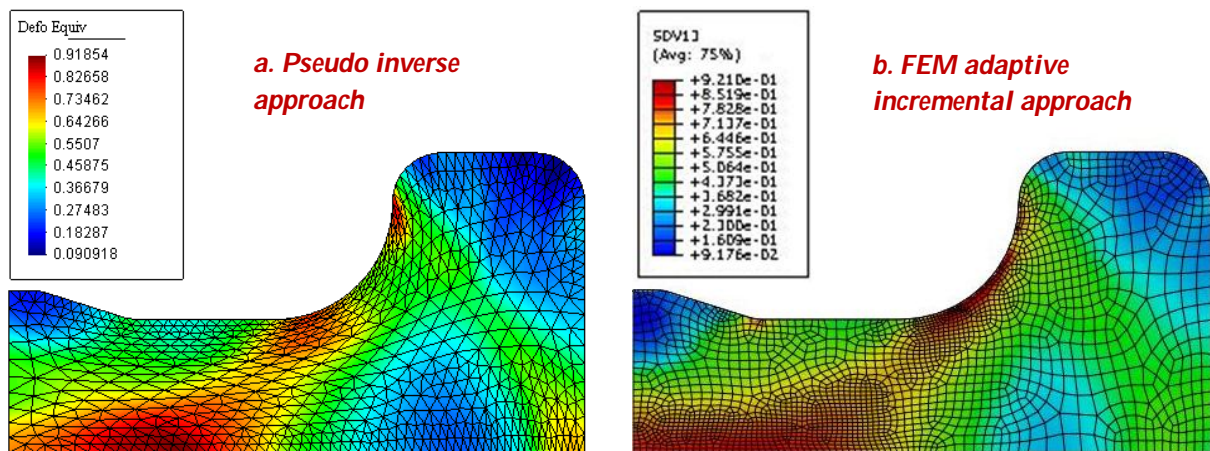 Defo Equiv
0.91854
0.82658
0.73462
0.64266
0.5507
0.45875
0.36679
0.27483
0.18287
0.090918
a. Pseudo inverse
approach
SDV13
(Avg: 75%)
+9.210e-01
+8.519e-01
+7.828e-01
+7.137e-01
+6.446e-01
+5.755e-01
+5.064e-01
+4.373e-01
+3.682e-01
+2.991e-01
+2.300e-01
+1.609e-01
+9.176e-02
b. FEM adaptive
incremental approach